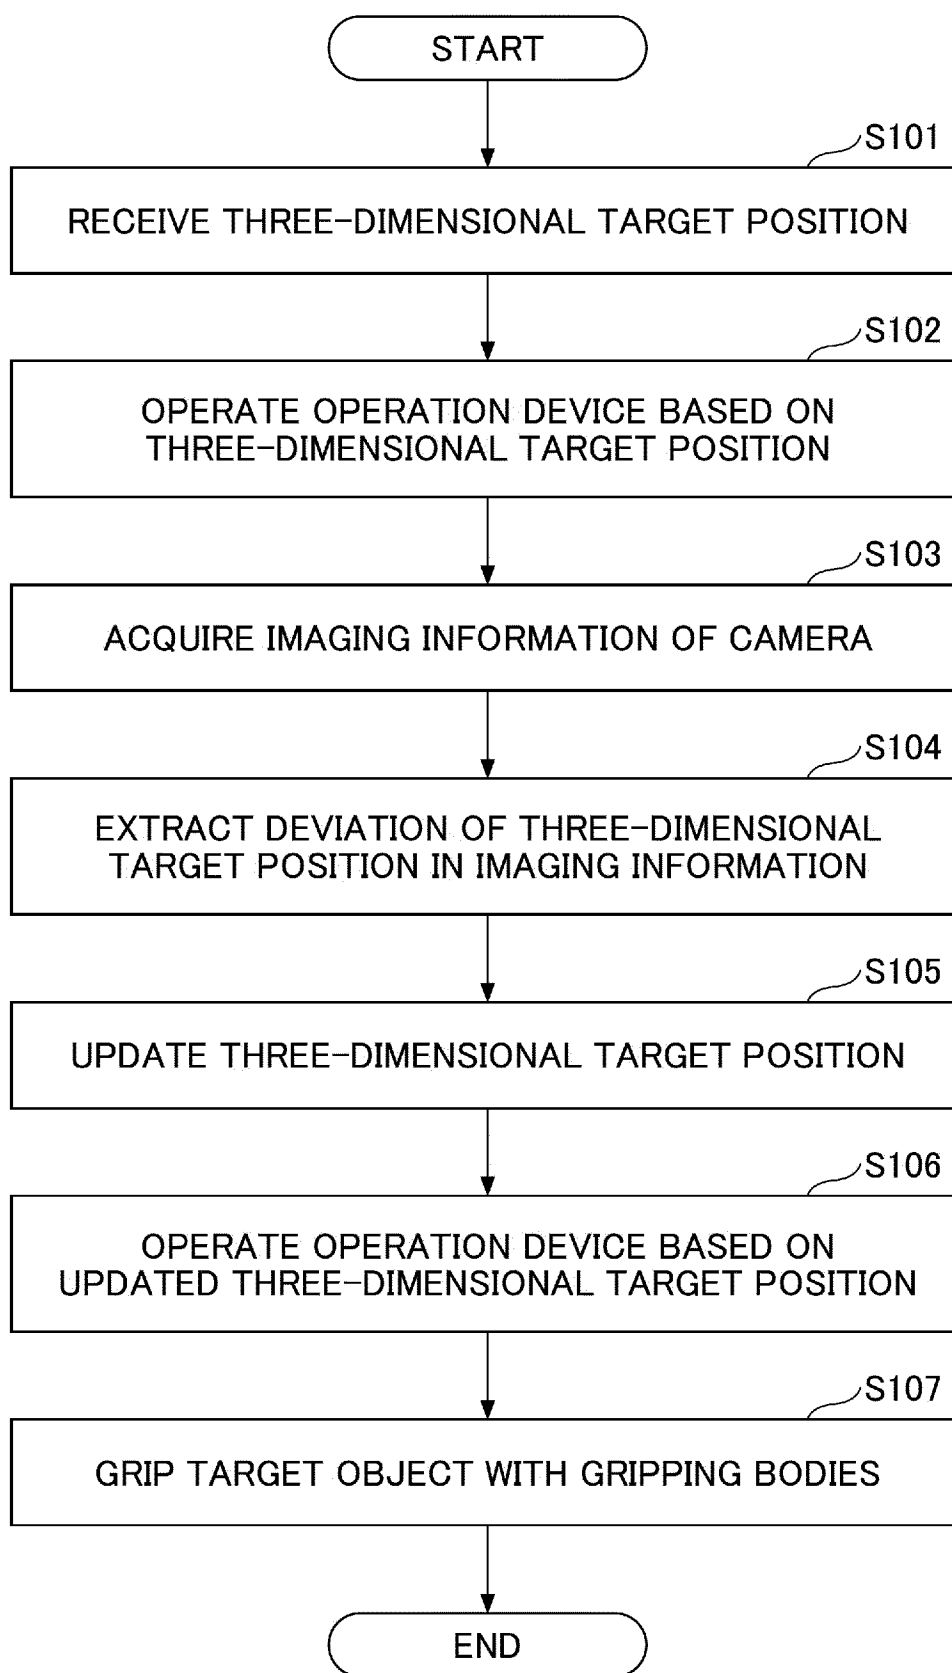 START
S101
RECEIVE THREE-DIMENSIONAL TARGET POSITION
S102
OPERATE OPERATION DEVICE BASED ON
THREE-DIMENSIONAL TARGET POSITION
S103
ACQUIRE IMAGING INFORMATION OF CAMERA
S104
EXTRACT DEVIATION OF THREE-DIMENSIONAL
TARGET POSITION IN IMAGING INFORMATION
S105
UPDATE THREE-DIMENSIONAL TARGET POSITION
S106
OPERATE OPERATION DEVICE BASED ON
UPDATED THREE-DIMENSIONAL TARGET POSITION
S107
GRIP TARGET OBJECT WITH GRIPPING BODIES
END